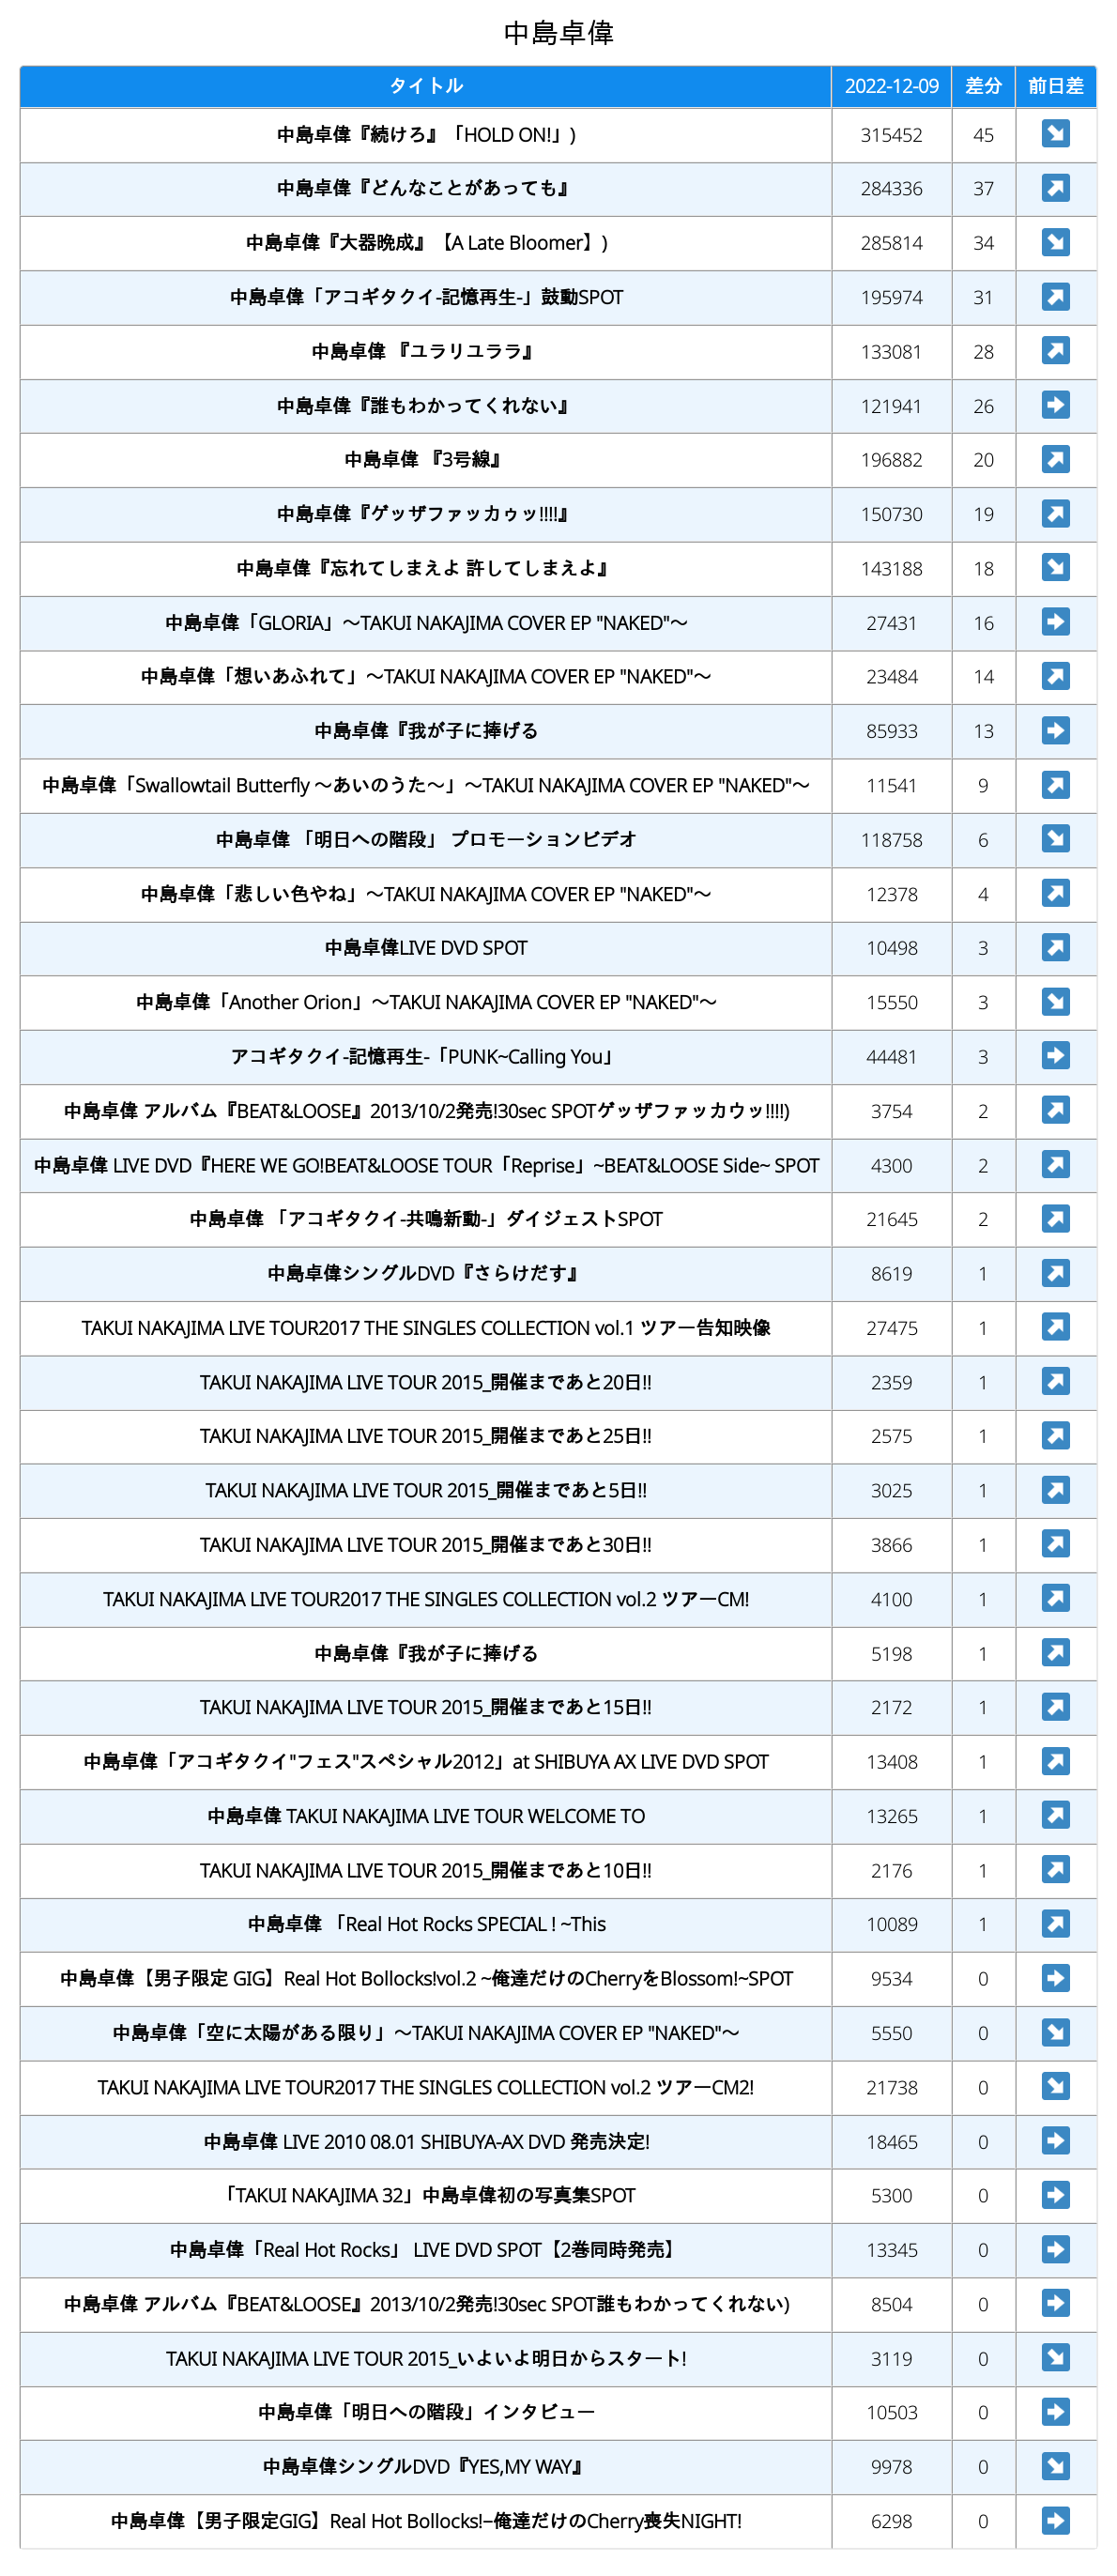 中島卓偉
タイトル 2022-12-09 差分 前日差
中島卓偉『続けろ』「HOLD ON!」) 315452 45 ↘
中島卓偉『どんなことがあっても』 284336 37 ↗
中島卓偉『大器晩成』【A Late Bloomer】) 285814 34 ↘
中島卓偉「アコギタクイ-記憶再生-」鼓動SPOT 195974 31 ↗
中島卓偉 『ユラリユララ』 133081 28 ↗
中島卓偉『誰もわかってくれない』 121941 26 ➡
中島卓偉 『3号線』 196882 20 ↗
中島卓偉『ゲッザファッカゥッ!!!!』 150730 19 ↗
中島卓偉『忘れてしまえよ 許してしまえよ』 143188 18 ↘
中島卓偉「GLORIA」〜TAKUI NAKAJIMA COVER EP "NAKED"〜 27431 16 ➡
中島卓偉「想いあふれて」〜TAKUI NAKAJIMA COVER EP "NAKED"〜 23484 14 ↗
中島卓偉『我が子に捧げる 85933 13 ➡
中島卓偉「Swallowtail Butterfly 〜あいのうた〜」〜TAKUI NAKAJIMA COVER EP "NAKED"〜 11541 9 ↗
中島卓偉 「明日への階段」 プロモーションビデオ 118758 6 ↘
中島卓偉「悲しい色やね」〜TAKUI NAKAJIMA COVER EP "NAKED"〜 12378 4 ↗
中島卓偉LIVE DVD SPOT 10498 3 ↗
中島卓偉「Another Orion」〜TAKUI NAKAJIMA COVER EP "NAKED"〜 15550 3 ↘
アコギタクイ-記憶再生-「PUNK~Calling You」 44481 3 ➡
中島卓偉 アルバム『BEAT&LOOSE』2013/10/2発売!30sec SPOTゲッザファッカウッ!!!!) 3754 2 ↗
中島卓偉 LIVE DVD『HERE WE GO!BEAT&LOOSE TOUR「Reprise」~BEAT&LOOSE Side~ SPOT 4300 2 ↗
中島卓偉 「アコギタクイ-共鳴新動-」ダイジェストSPOT 21645 2 ↗
中島卓偉シングルDVD『さらけだす』 8619 1 ↗
TAKUI NAKAJIMA LIVE TOUR2017 THE SINGLES COLLECTION vol.1 ツアー告知映像 27475 1 ↗
TAKUI NAKAJIMA LIVE TOUR 2015_開催まであと20日!! 2359 1 ↗
TAKUI NAKAJIMA LIVE TOUR 2015_開催まであと25日!! 2575 1 ↗
TAKUI NAKAJIMA LIVE TOUR 2015_開催まであと5日!! 3025 1 ↗
TAKUI NAKAJIMA LIVE TOUR 2015_開催まであと30日!! 3866 1 ↗
TAKUI NAKAJIMA LIVE TOUR2017 THE SINGLES COLLECTION vol.2 ツアーCM! 4100 1 ↗
中島卓偉『我が子に捧げる 5198 1 ↗
TAKUI NAKAJIMA LIVE TOUR 2015_開催まであと15日!! 2172 1 ↗
中島卓偉「アコギタクイ"フェス"スペシャル2012」at SHIBUYA AX LIVE DVD SPOT 13408 1 ↗
中島卓偉 TAKUI NAKAJIMA LIVE TOUR WELCOME TO 13265 1 ↗
TAKUI NAKAJIMA LIVE TOUR 2015_開催まであと10日!! 2176 1 ↗
中島卓偉 「Real Hot Rocks SPECIAL ! ~This 10089 1 ↗
中島卓偉【男子限定 GIG】Real Hot Bollocks!vol.2 ~俺達だけのCherryをBlossom!~SPOT 9534 0 ➡
中島卓偉「空に太陽がある限り」〜TAKUI NAKAJIMA COVER EP "NAKED"〜 5550 0 ↘
TAKUI NAKAJIMA LIVE TOUR2017 THE SINGLES COLLECTION vol.2 ツアーCM2! 21738 0 ↘
中島卓偉 LIVE 2010 08.01 SHIBUYA-AX DVD 発売決定! 18465 0 ➡
「TAKUI NAKAJIMA 32」中島卓偉初の写真集SPOT 5300 0 ➡
中島卓偉「Real Hot Rocks」 LIVE DVD SPOT【2巻同時発売】 13345 0 ➡
中島卓偉 アルバム『BEAT&LOOSE』2013/10/2発売!30sec SPOT誰もわかってくれない) 8504 0 ➡
TAKUI NAKAJIMA LIVE TOUR 2015_いよいよ明日からスタート! 3119 0 ↘
中島卓偉「明日への階段」インタビュー 10503 0 ➡
中島卓偉シングルDVD『YES,MY WAY』 9978 0 ↘
中島卓偉【男子限定GIG】Real Hot Bollocks!−俺達だけのCherry喪失NIGHT! 6298 0 ➡